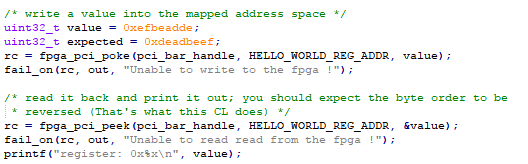 /* write a value into the mapped address space */
uint32_t value = 0xefbeadde;
uint32_t expected = 0xdeadbeef;
rc = fpga_pci_poke(pci_bar_handle, HELLO_WORLD_REG_ADDR, value);
fail_on(rc, out, "Unable to write to the fpga !");
/* read it back and print it out; you should expect the byte order to be
* reversed (That's what this CL does) */
rc = fpga_pci_peek(pci_bar_handle, HELLO_WORLD_REG_ADDR, &value);
fail_on(rc, out, "Unable to read read from the fpga !");
printf("register: 0x%x\n", value);